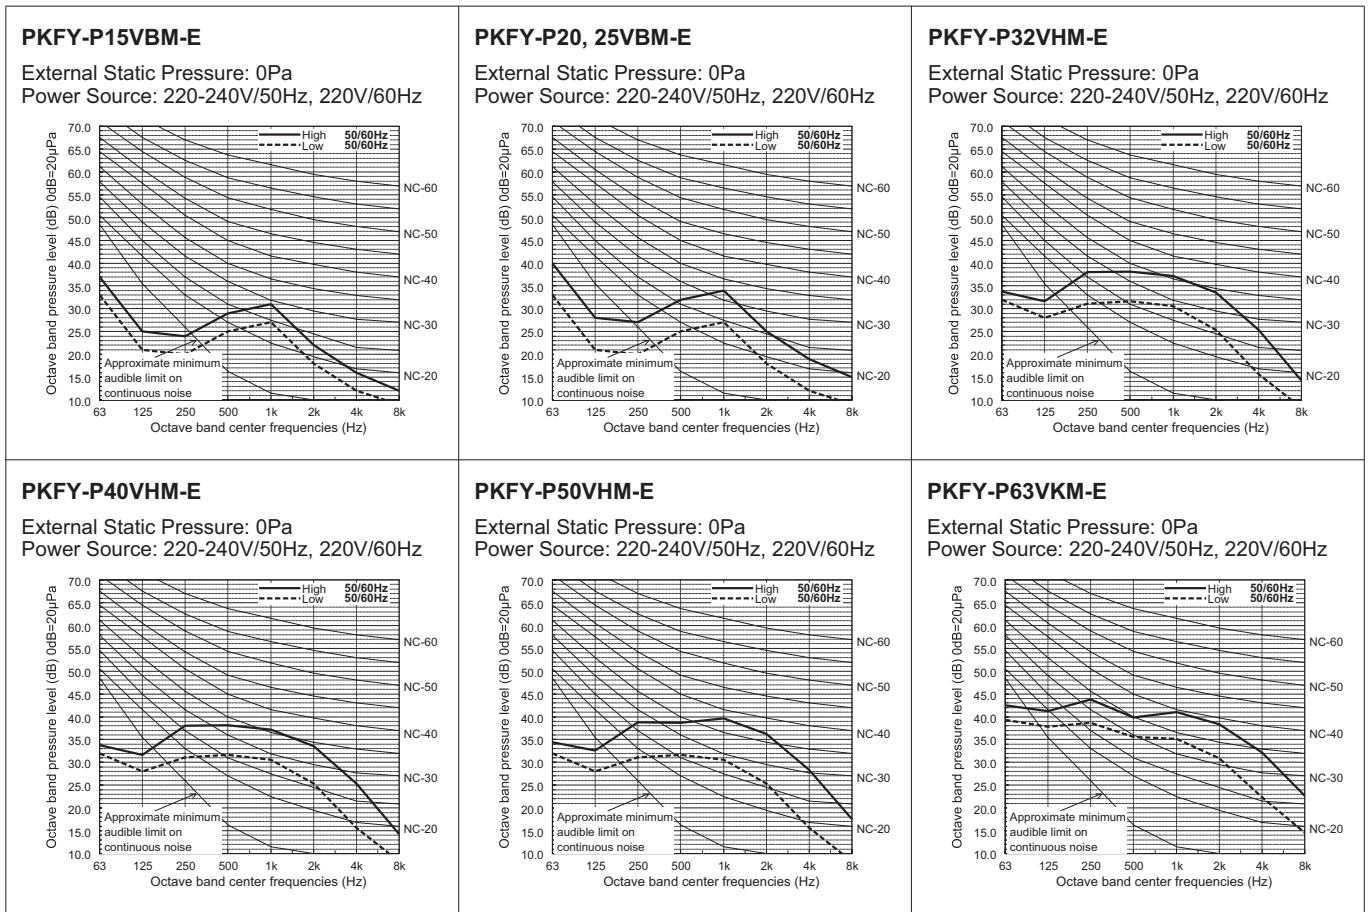 PKFY-P15VBM-E
External Static Pressure: 0Pa
Power Source: 220-240V/50Hz, 220V/60Hz
Octave band pressure level (dB) 0dB=20μPa
70.0
65.0
60.0
55.0
50.0
45.0
40.0
35.0
30.0
25.0
20.0
15.0
10.0
High 50/60Hz
Low 50/60Hz
NC-60
NC-50
NC-40
NC-30
NC-20
Approximate minimum
audible limit on
continuous noise
63 125 250 500 1k 2k 4k 8k
Octave band center frequencies (Hz)
PKFY-P20, 25VBM-E
External Static Pressure: 0Pa
Power Source: 220-240V/50Hz, 220V/60Hz
Octave band pressure level (dB) 0dB=20μPa
70.0
65.0
60.0
55.0
50.0
45.0
40.0
35.0
30.0
25.0
20.0
15.0
10.0
High 50/60Hz
Low 50/60Hz
NC-60
NC-50
NC-40
NC-30
NC-20
Approximate minimum
audible limit on
continuous noise
63 125 250 500 1k 2k 4k 8k
Octave band center frequencies (Hz)
PKFY-P32VHM-E
External Static Pressure: 0Pa
Power Source: 220-240V/50Hz, 220V/60Hz
Octave band pressure level (dB) 0dB=20μPa
70.0
65.0
60.0
55.0
50.0
45.0
40.0
35.0
30.0
25.0
20.0
15.0
10.0
High 50/60Hz
Low 50/60Hz
NC-60
NC-50
NC-40
NC-30
NC-20
Approximate minimum
audible limit on
continuous noise
63 125 250 500 1k 2k 4k 8k
Octave band center frequencies (Hz)
PKFY-P40VHM-E
External Static Pressure: 0Pa
Power Source: 220-240V/50Hz, 220V/60Hz
Octave band pressure level (dB) 0dB=20μPa
70.0
65.0
60.0
55.0
50.0
45.0
40.0
35.0
30.0
25.0
20.0
15.0
10.0
High 50/60Hz
Low 50/60Hz
NC-60
NC-50
NC-40
NC-30
NC-20
Approximate minimum
audible limit on
continuous noise
63 125 250 500 1k 2k 4k 8k
Octave band center frequencies (Hz)
PKFY-P50VHM-E
External Static Pressure: 0Pa
Power Source: 220-240V/50Hz, 220V/60Hz
Octave band pressure level (dB) 0dB=20μPa
70.0
65.0
60.0
55.0
50.0
45.0
40.0
35.0
30.0
25.0
20.0
15.0
10.0
High 50/60Hz
Low 50/60Hz
NC-60
NC-50
NC-40
NC-30
NC-20
Approximate minimum
audible limit on
continuous noise
63 125 250 500 1k 2k 4k 8k
Octave band center frequencies (Hz)
PKFY-P63VKM-E
External Static Pressure: 0Pa
Power Source: 220-240V/50Hz, 220V/60Hz
Octave band pressure level (dB) 0dB=20μPa
70.0
65.0
60.0
55.0
50.0
45.0
40.0
35.0
30.0
25.0
20.0
15.0
10.0
High 50/60Hz
Low 50/60Hz
NC-60
NC-50
NC-40
NC-30
NC-20
Approximate minimum
audible limit on
continuous noise
63 125 250 500 1k 2k 4k 8k
Octave band center frequencies (Hz)